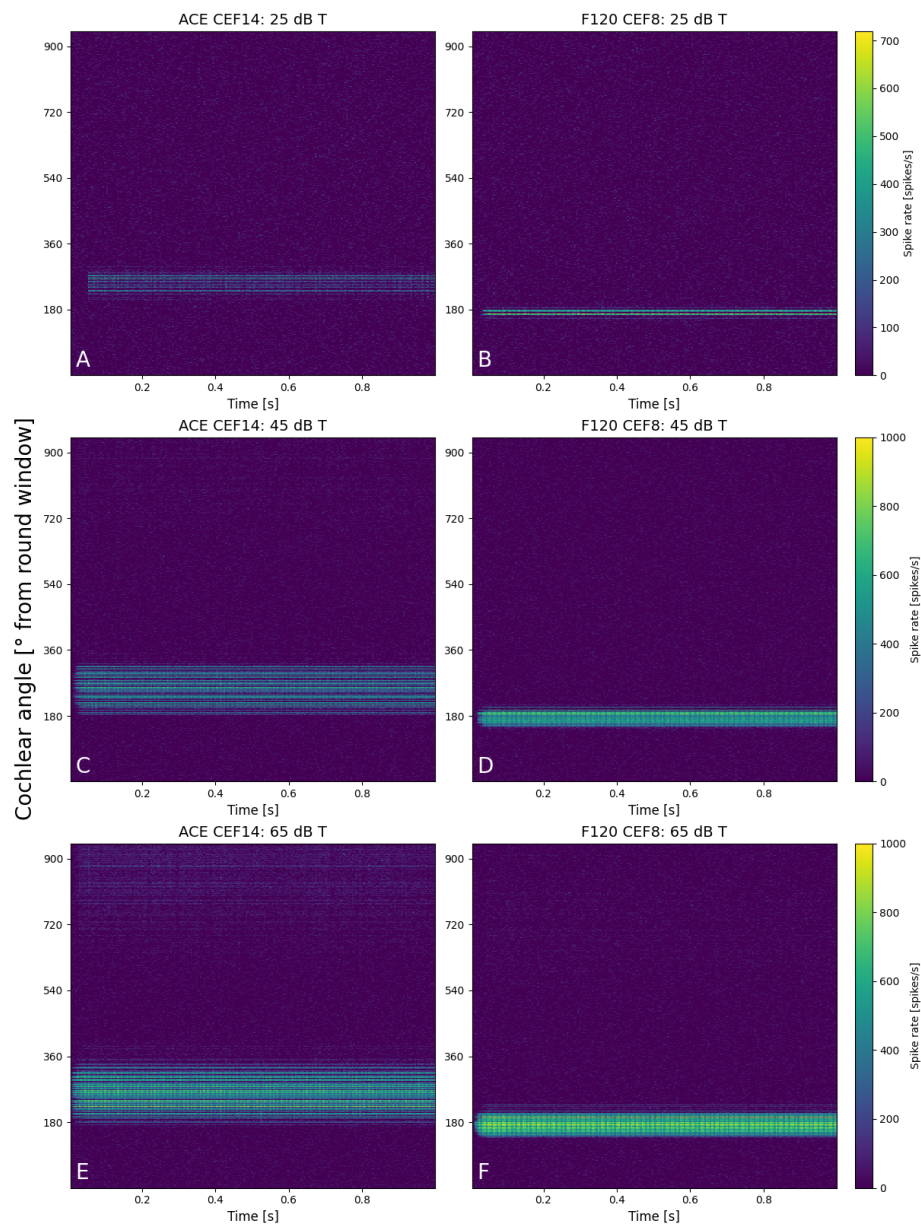 ACE CEF14: 25 dB T
900
720
540
360
180
A
0.2 0.4 0.6 0.8
Time [s]
F120 CEF8: 25 dB T
900
720
540
360
180
B
0.2 0.4 0.6 0.8
Time [s]
700
600
500
400
300
200
100
0
Spike rate [spikes/s]
Cochlear angle [° from round window]
ACE CEF14: 45 dB T
900
720
540
360
180
C
0.2 0.4 0.6 0.8
Time [s]
F120 CEF8: 45 dB T
900
720
540
360
180
D
0.2 0.4 0.6 0.8
Time [s]
1000
800
600
400
200
0
Spike rate [spikes/s]
ACE CEF14: 65 dB T
900
720
540
360
180
E
0.2 0.4 0.6 0.8
Time [s]
F120 CEF8: 65 dB T
900
720
540
360
180
F
0.2 0.4 0.6 0.8
Time [s]
1000
800
600
400
200
0
Spike rate [spikes/s]